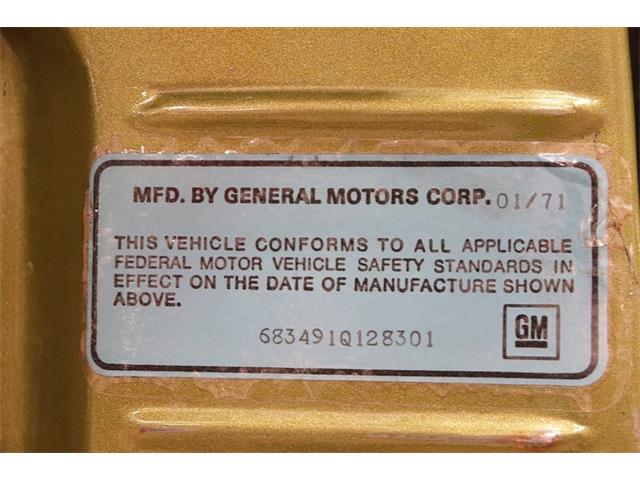 MFD. BY GENERAL MOTORS CORP. 01/71
THIS VEHICLE CONFORMS TO ALL APPLICABLE
FEDERAL MOTOR VEHICLE SAFETY STANDARDS IN
EFFECT ON THE DATE OF MANUFACTURE SHOWN
ABOVE.
683491Q128301
GM